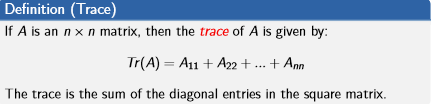 Definition (Trace)
If A is an n × n matrix, then the trace of A is given by:
Tr(A) = A₁₁ + A₂₂ + ... + Aₙₙ
The trace is the sum of the diagonal entries in the square matrix.